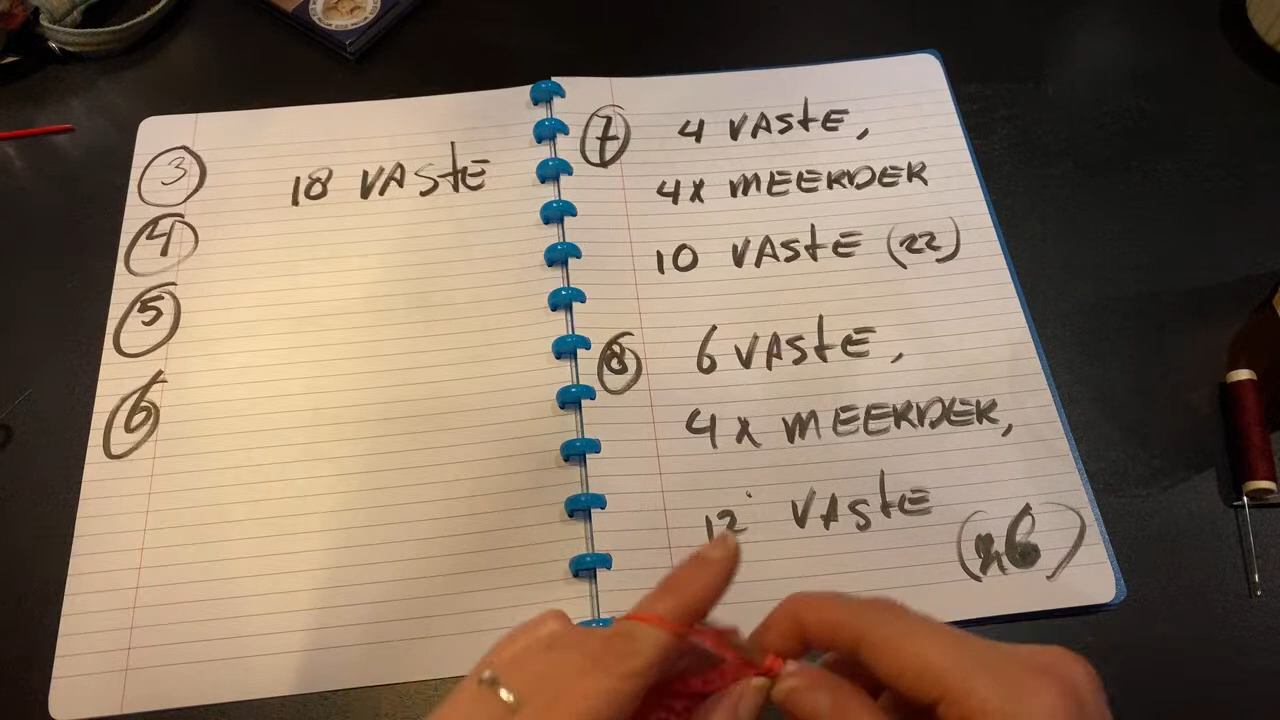 3 18 VASTE
4
5
6
7 4 VASTE,
4x MEERDER
10 VASTE (22)
8 6 VASTE,
4x MEERDER,
12 VASTE
(26)